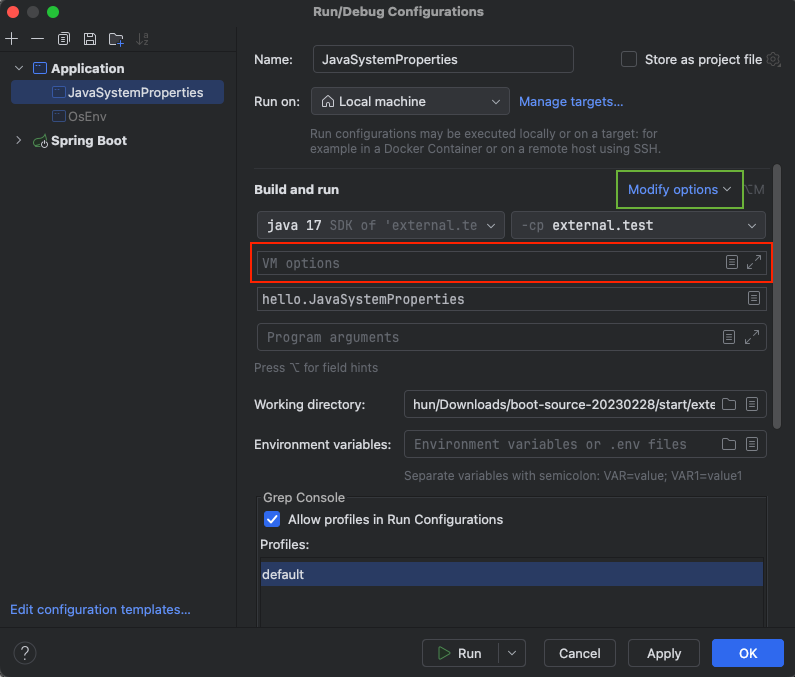 Run/Debug Configurations
Application
JavaSystemProperties
OsEnv
Spring Boot
Edit configuration templates...
Name: JavaSystemProperties Store as project file
Run on: Local machine Manage targets...
Run configurations may be executed locally or on a target: for
example in a Docker Container or on a remote host using SSH.
Build and run Modify options ⌥M
java 17 SDK of 'external.te -cp external.test
VM options
hello.JavaSystemProperties
Program arguments
Press ⌥ for field hints
Working directory: hun/Downloads/boot-source-20230228/start/exte
Environment variables: Environment variables or .env files
Separate variables with semicolon: VAR=value; VAR1=value1
Grep Console
Allow profiles in Run Configurations
Profiles:
default
? Run Cancel Apply OK